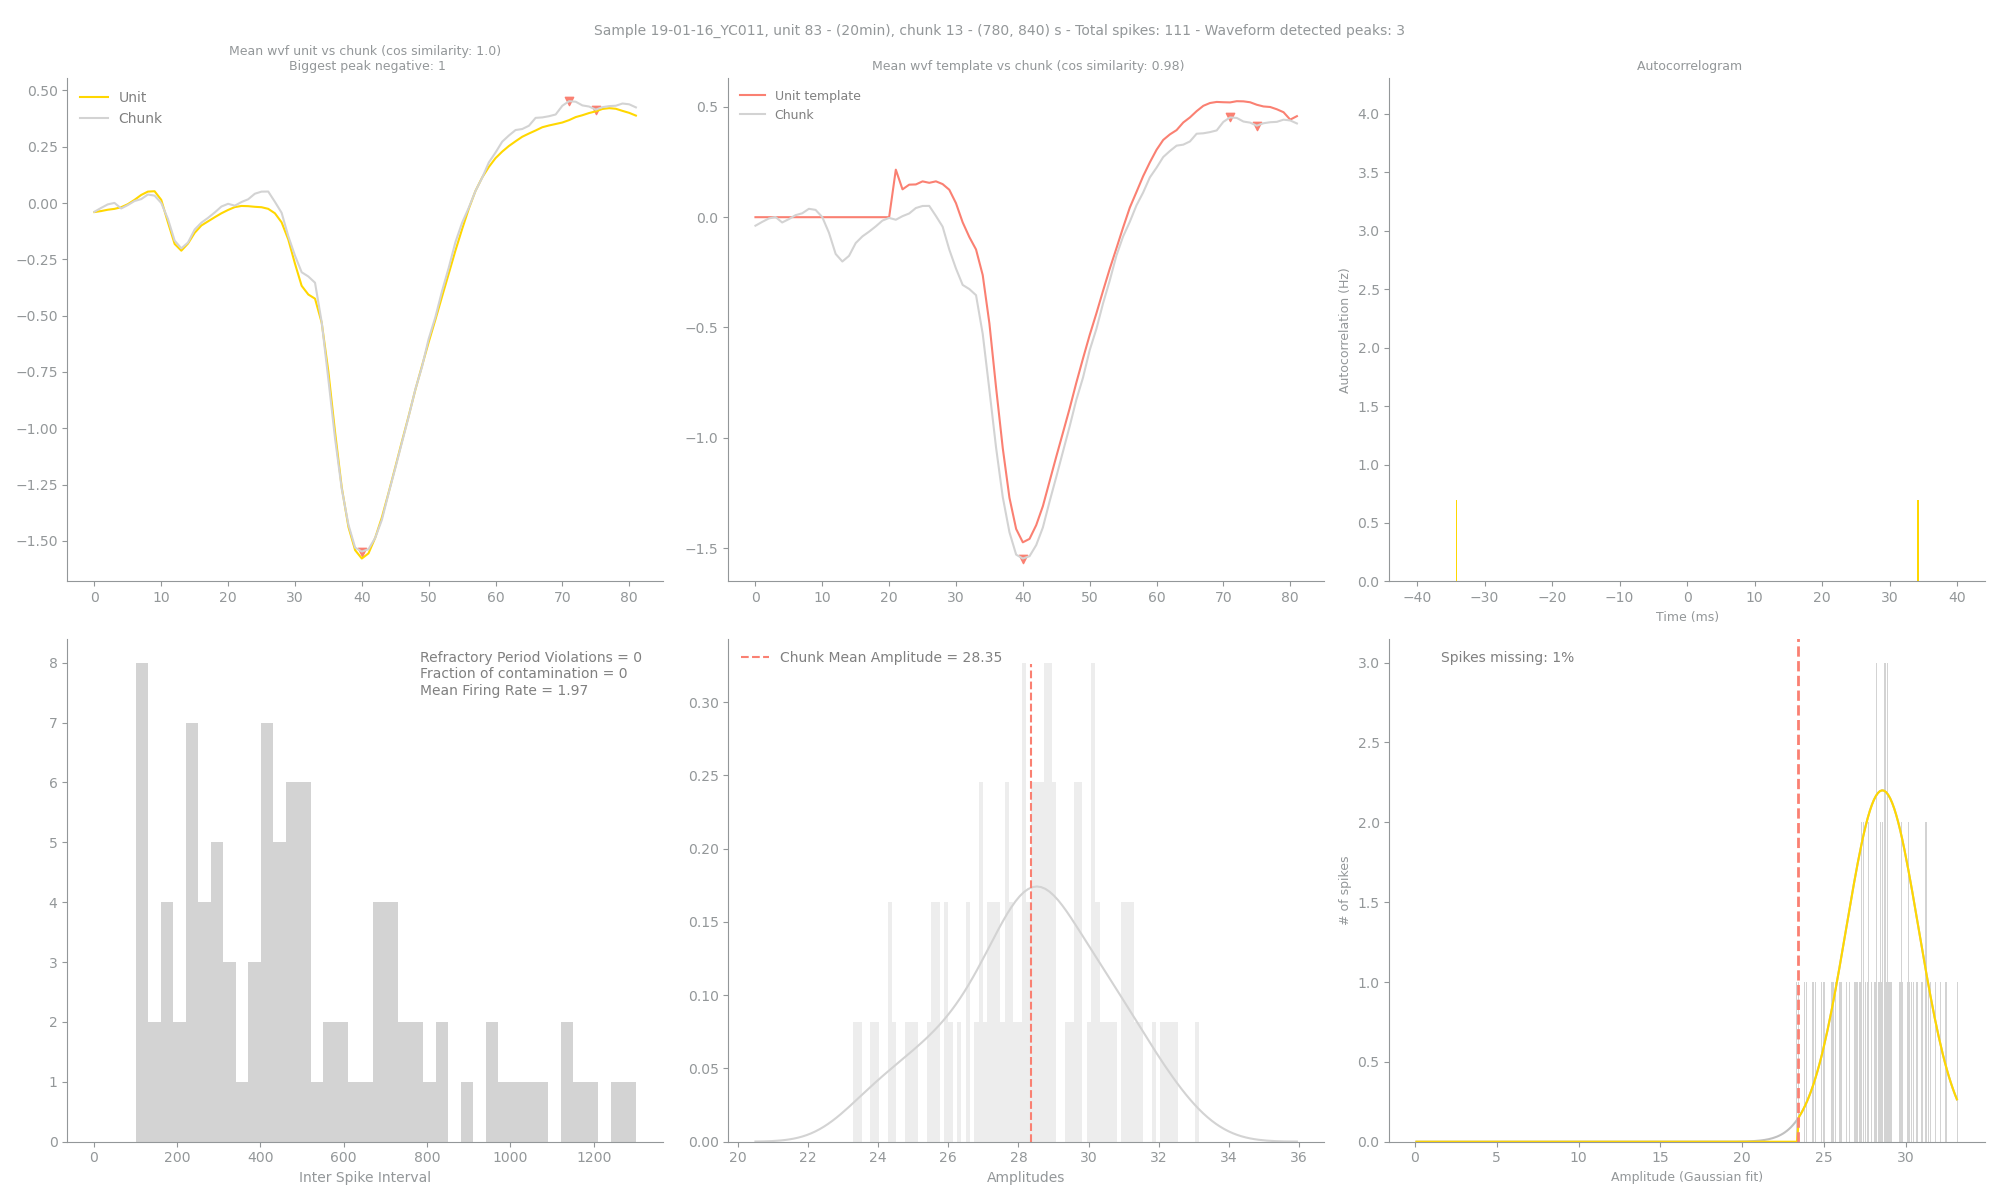 Sample 19-01-16_YC011, unit 83 - (20min), chunk 13 - (780, 840) s - Total spikes: 111 - Waveform detected peaks: 3
Mean wvf unit vs chunk (cos similarity: 1.0)
Biggest peak negative: 1
Unit
Chunk
0.50
0.25
0.00
−0.25
−0.50
−0.75
−1.00
−1.25
−1.50
0 10 20 30 40 50 60 70 80
Mean wvf template vs chunk (cos similarity: 0.98)
Unit template
Chunk
0.5
0.0
−0.5
−1.0
−1.5
0 10 20 30 40 50 60 70 80
Autocorrelogram
Autocorrelation (Hz)
4.0
3.5
3.0
2.5
2.0
1.5
1.0
0.5
0.0
−40 −30 −20 −10 0 10 20 30 40
Time (ms)
Refractory Period Violations = 0
Fraction of contamination = 0
Mean Firing Rate = 1.97
8
7
6
5
4
3
2
1
0
0 200 400 600 800 1000 1200
Inter Spike Interval
Chunk Mean Amplitude = 28.35
0.30
0.25
0.20
0.15
0.10
0.05
0.00
20 22 24 26 28 30 32 34 36
Amplitudes
Spikes missing: 1%
# of spikes
3.0
2.5
2.0
1.5
1.0
0.5
0.0
0 5 10 15 20 25 30
Amplitude (Gaussian fit)